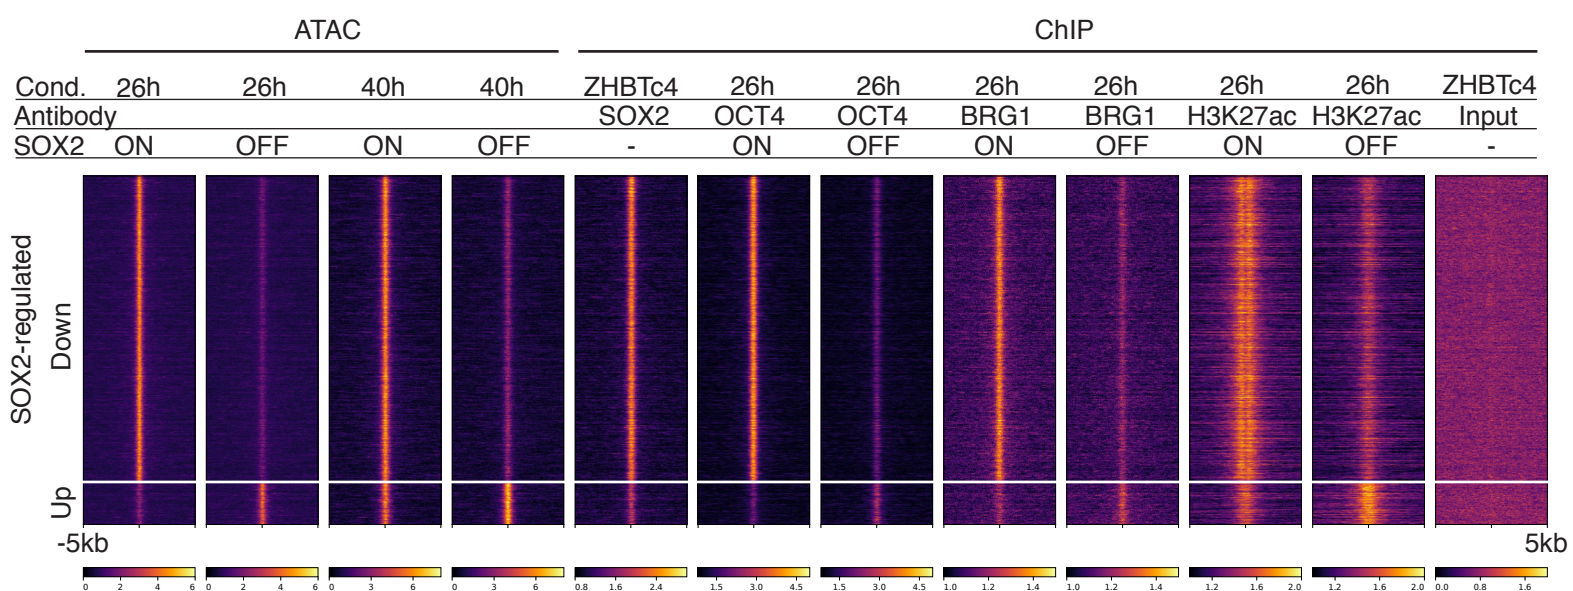 ATAC ChIP
Cond. 26h 26h 40h 40h ZHBTc4 26h 26h 26h 26h 26h 26h ZHBTc4
Antibody SOX2 OCT4 OCT4 BRG1 BRG1 H3K27ac H3K27ac Input
SOX2 ON OFF ON OFF - ON OFF ON OFF ON OFF -
SOX2-regulated
Down
Up
-5kb 5kb
0 2 4 6 0 2 4 6 0 3 6 0 3 6 0.8 1.6 2.4 1.5 3.0 4.5 1.5 3.0 4.5 1.0 1.2 1.4 1.0 1.2 1.4 1.2 1.6 2.0 1.2 1.6 2.0 0.0 0.8 1.6